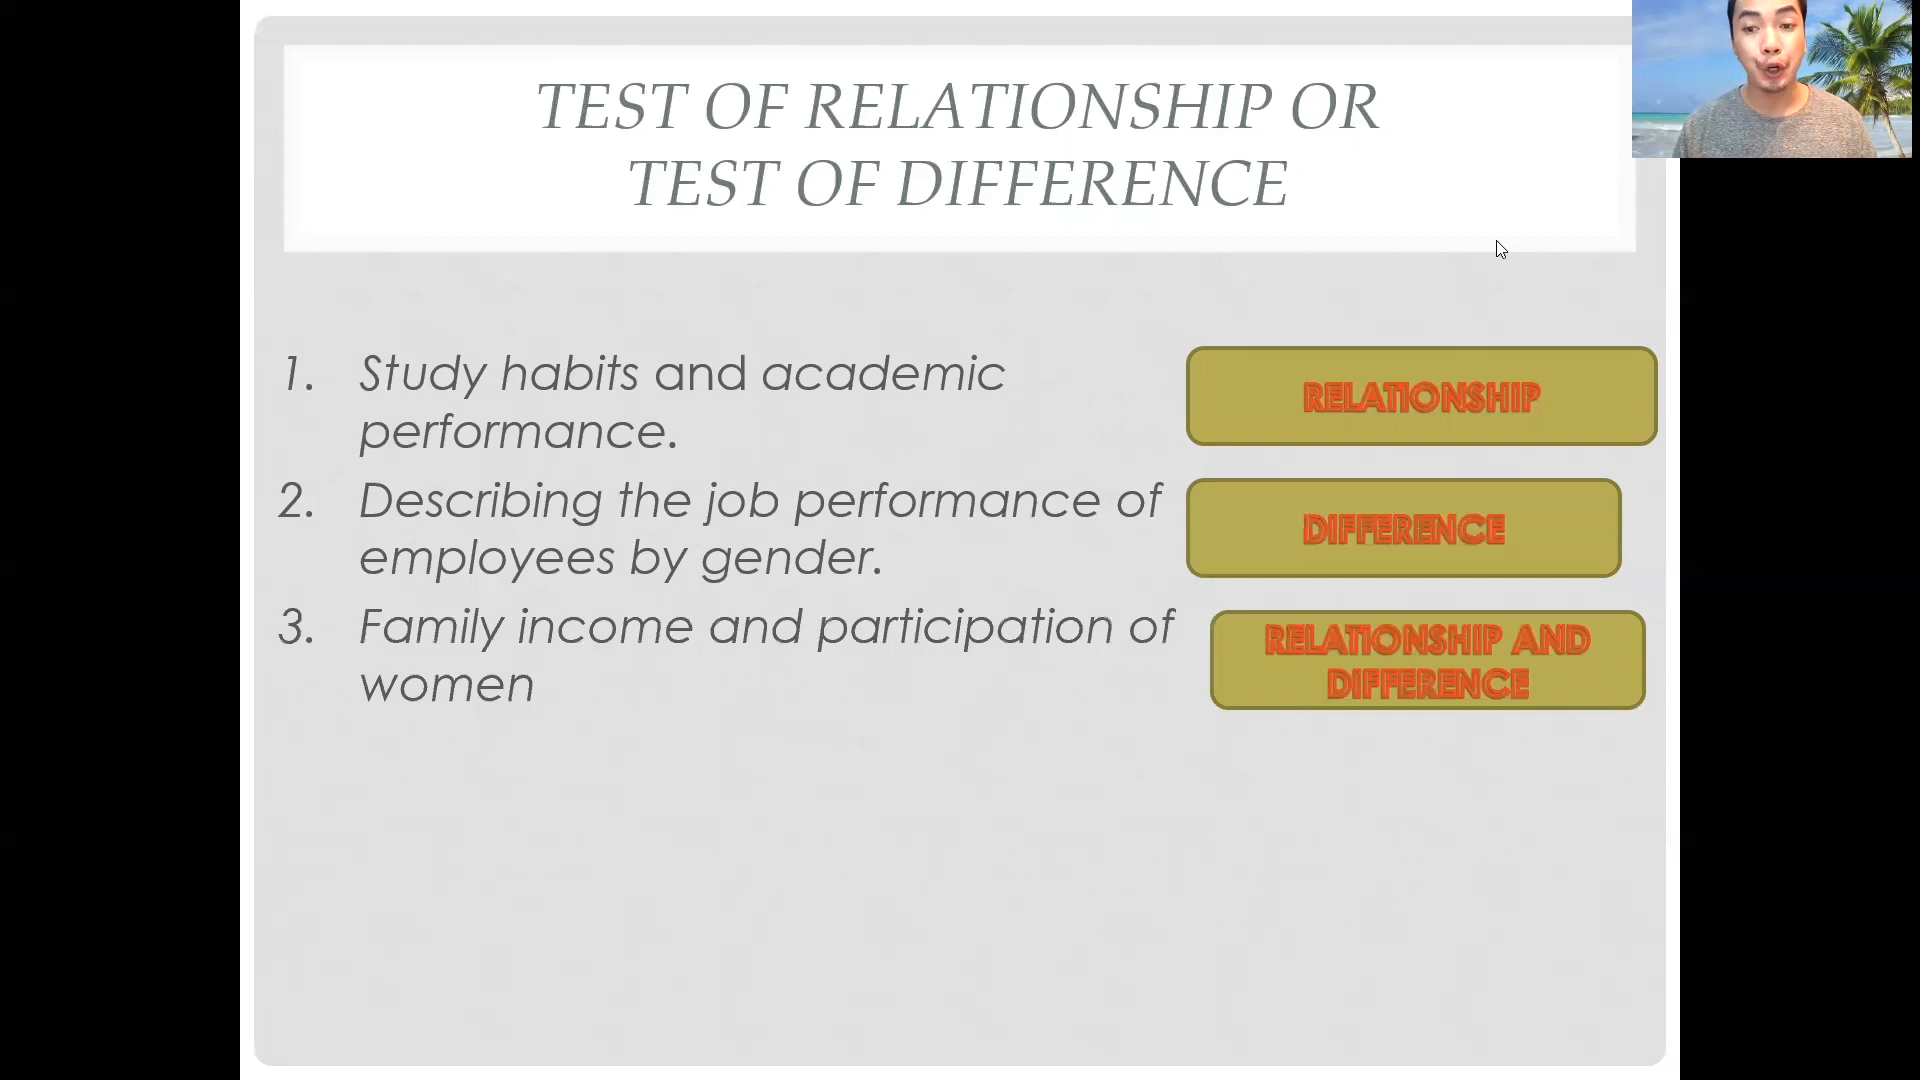 TEST OF RELATIONSHIP OR
TEST OF DIFFERENCE
1. Study habits and academic
performance.
RELATIONSHIP
2. Describing the job performance of
employees by gender.
DIFFERENCE
3. Family income and participation of
women
RELATIONSHIP AND
DIFFERENCE